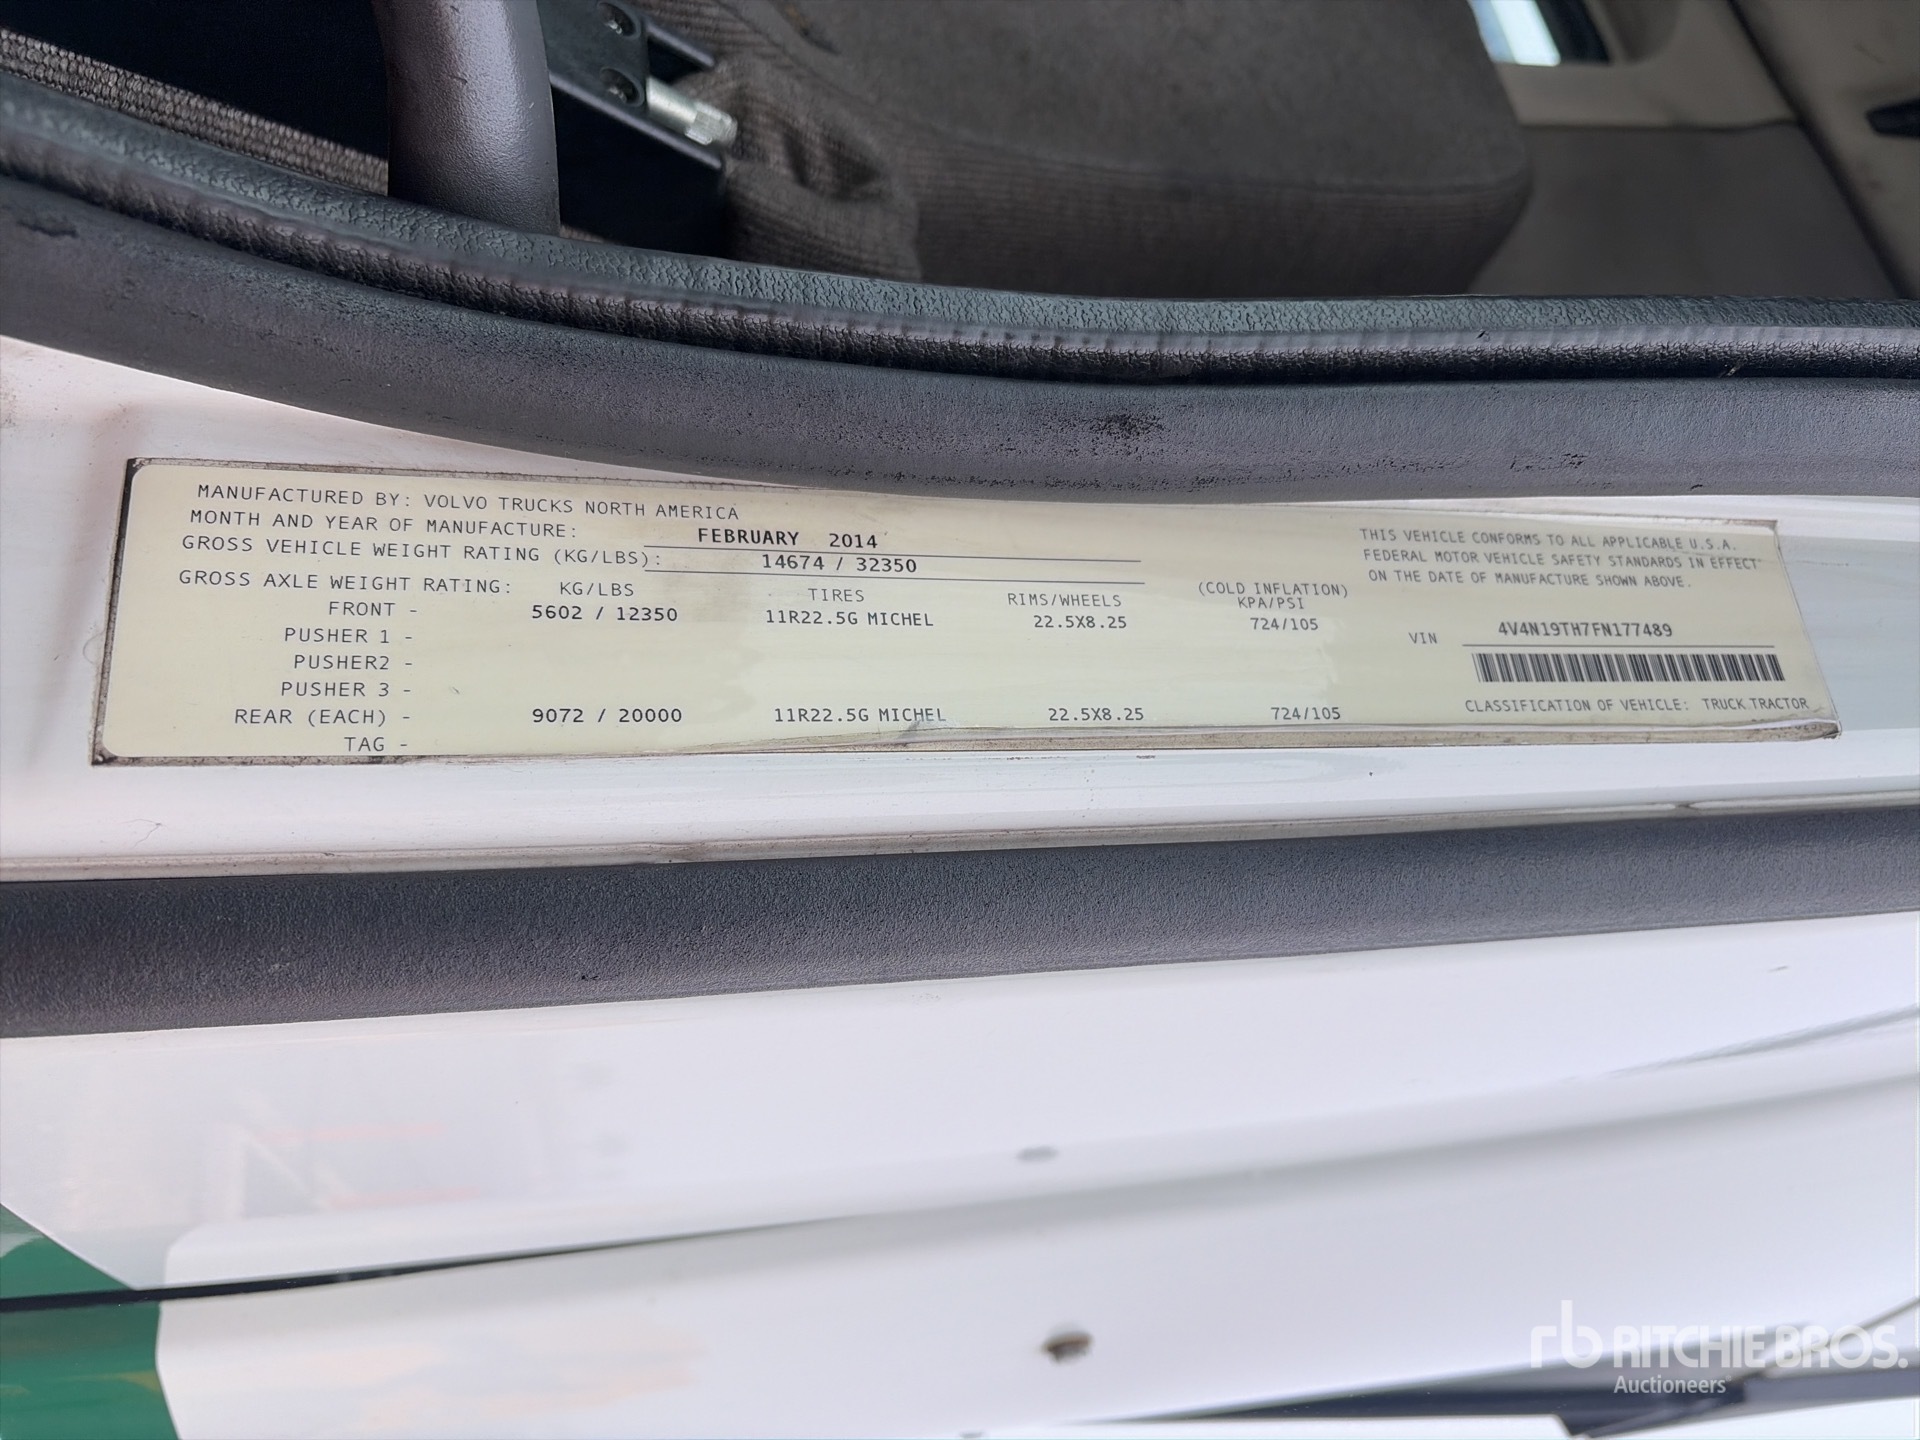 MANUFACTURED BY: VOLVO TRUCKS NORTH AMERICA
MONTH AND YEAR OF MANUFACTURE: FEBRUARY 2014
GROSS VEHICLE WEIGHT RATING (KG/LBS): 14674 / 32350
GROSS AXLE WEIGHT RATING: KG/LBS TIRES RIMS/WHEELS (COLD INFLATION) KPA/PSI
FRONT - 5602 / 12350 11R22.5G MICHEL 22.5X8.25 724/105
PUSHER 1 -
PUSHER2 -
PUSHER 3 -
REAR (EACH) - 9072 / 20000 11R22.5G MICHEL 22.5X8.25 724/105
TAG -
THIS VEHICLE CONFORMS TO ALL APPLICABLE U.S.A.
FEDERAL MOTOR VEHICLE SAFETY STANDARDS IN EFFECT
ON THE DATE OF MANUFACTURE SHOWN ABOVE.
VIN 4V4N19TH7FN177489
CLASSIFICATION OF VEHICLE: TRUCK TRACTOR
rb RITCHIE BROS.
Auctioneers